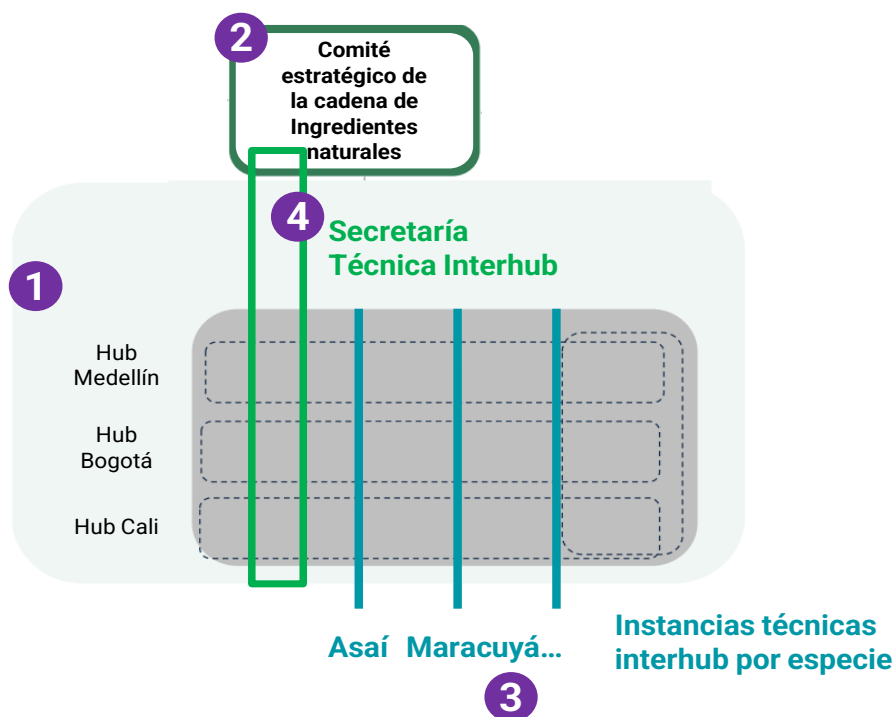 2
Comité
estratégico de
la cadena de
Ingredientes
naturales
4
Secretaría
Técnica Interhub
1
Hub
Medellín
Hub
Bogotá
Hub Cali
Asaí Maracuyá...
Instancias técnicas
interhub por especie
3